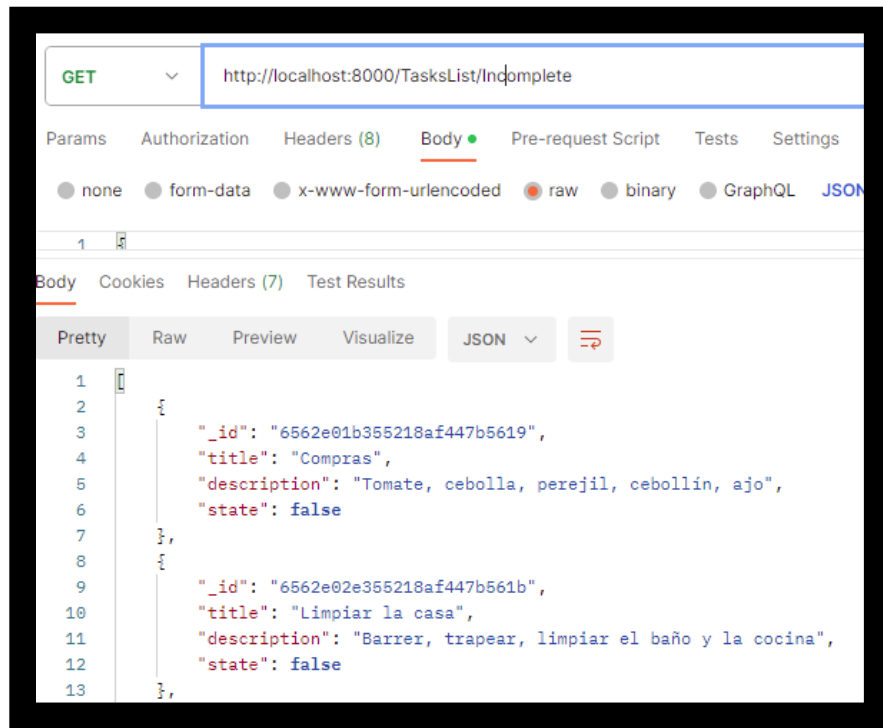 GET http://localhost:8000/TasksList/Incomplete
Params Authorization Headers (8) Body Pre-request Script Tests Settings
none form-data x-www-form-urlencoded raw binary GraphQL JSON
1 {
Body Cookies Headers (7) Test Results
Pretty Raw Preview Visualize JSON
1 [
2 {
3 "_id": "6562e01b355218af447b5619",
4 "title": "Compras",
5 "description": "Tomate, cebolla, perejil, cebollín, ajo",
6 "state": false
7 },
8 {
9 "_id": "6562e02e355218af447b561b",
10 "title": "Limpiar la casa",
11 "description": "Barrer, trapear, limpiar el baño y la cocina",
12 "state": false
13 },